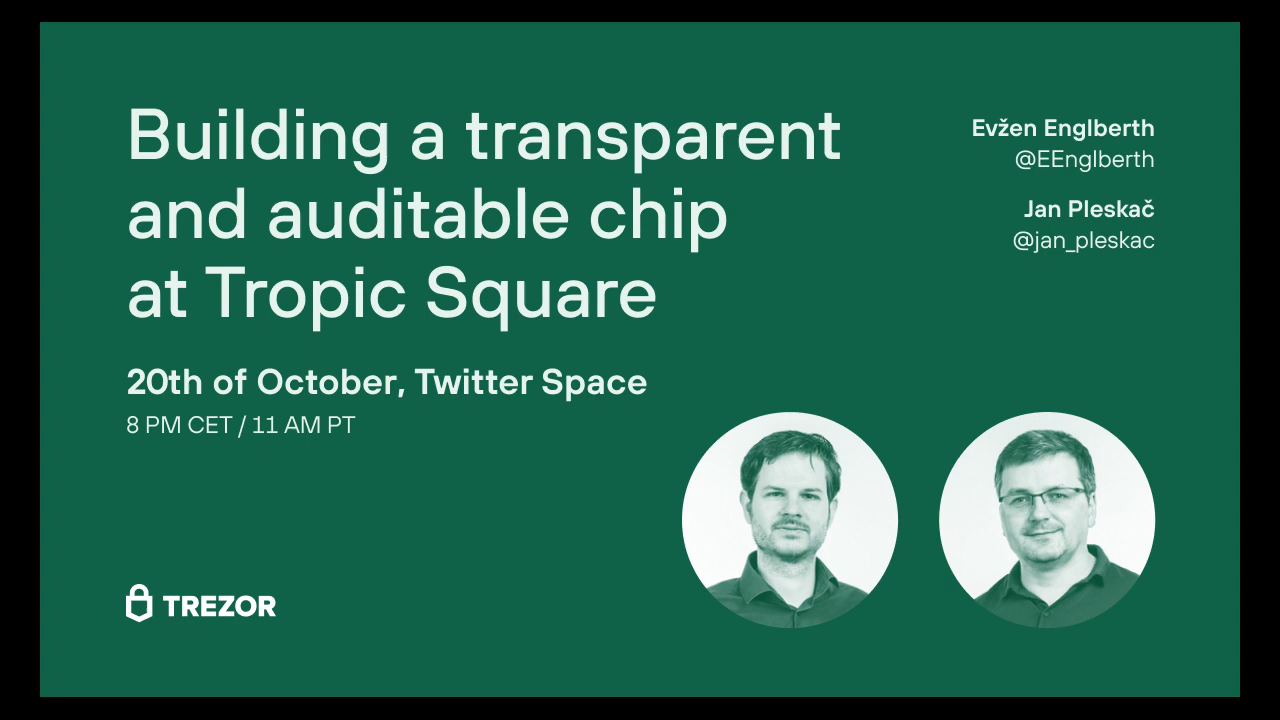 Building a transparent
and auditable chip
at Tropic Square
20th of October, Twitter Space
8 PM CET / 11 AM PT
Evžen Englberth
@EEnglberth
Jan Pleskač
@jan_pleskac
TREZOR